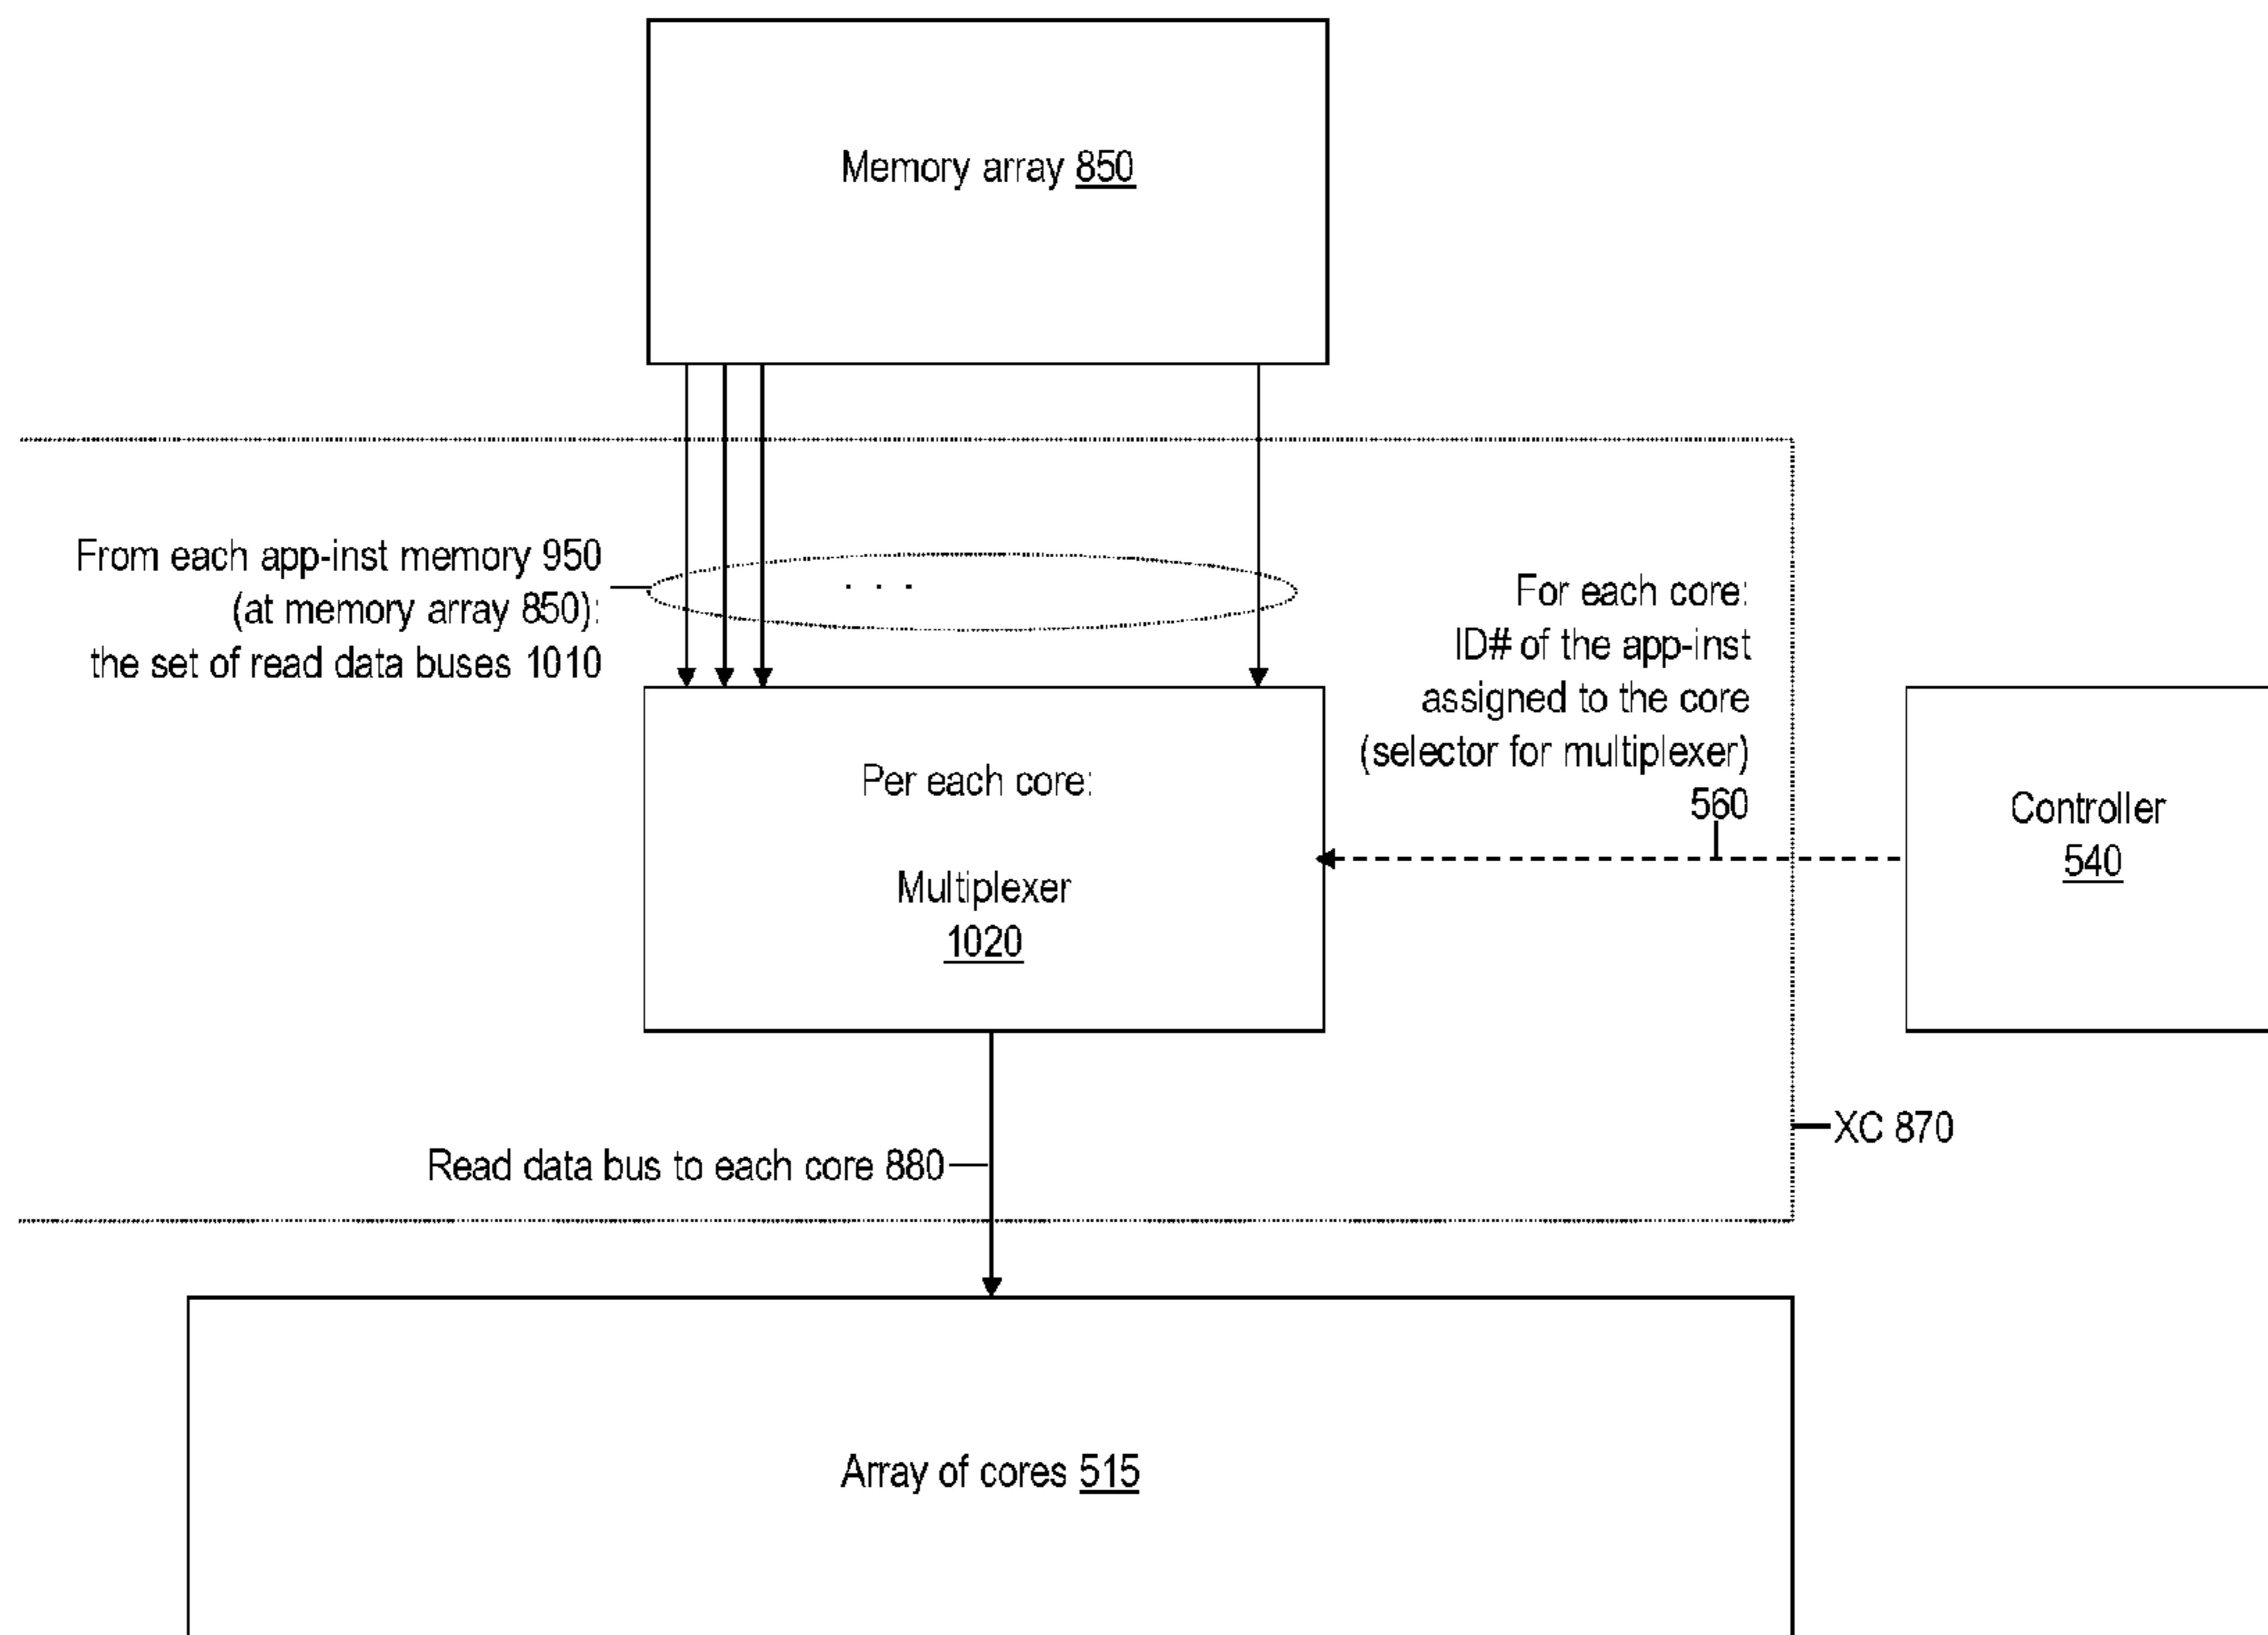 Memory array 850
From each app-inst memory 950
(at memory array 850):
the set of read data buses 1010
. . .
For each core:
ID# of the app-inst
assigned to the core
(selector for multiplexer)
560
Per each core:
Multiplexer
1020
Controller
540
XC 870
Read data bus to each core 880
Array of cores 515